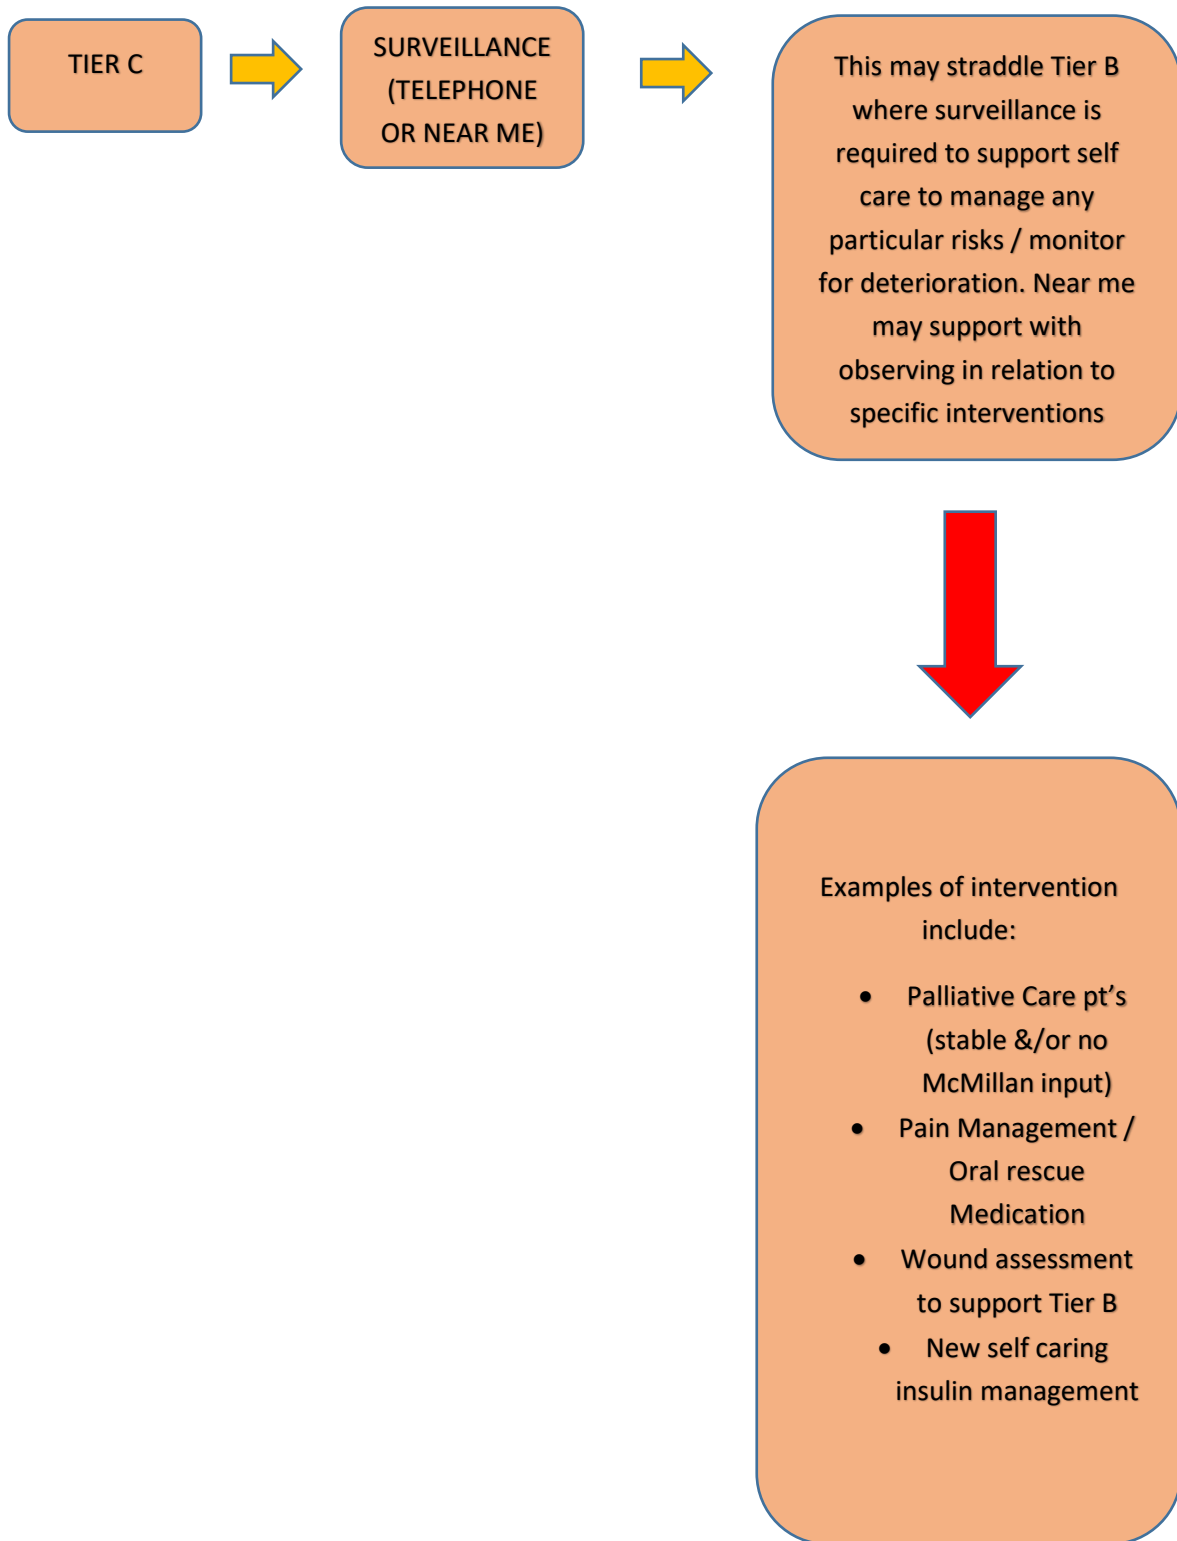 TIER C
SURVEILLANCE
(TELEPHONE
OR NEAR ME)
This may straddle Tier B
where surveillance is
required to support self
care to manage any
particular risks / monitor
for deterioration. Near me
may support with
observing in relation to
specific interventions
Examples of intervention
include:
• Palliative Care pt’s
(stable &/or no
McMillan input)
• Pain Management /
Oral rescue
Medication
• Wound assessment
to support Tier B
• New self caring
insulin management